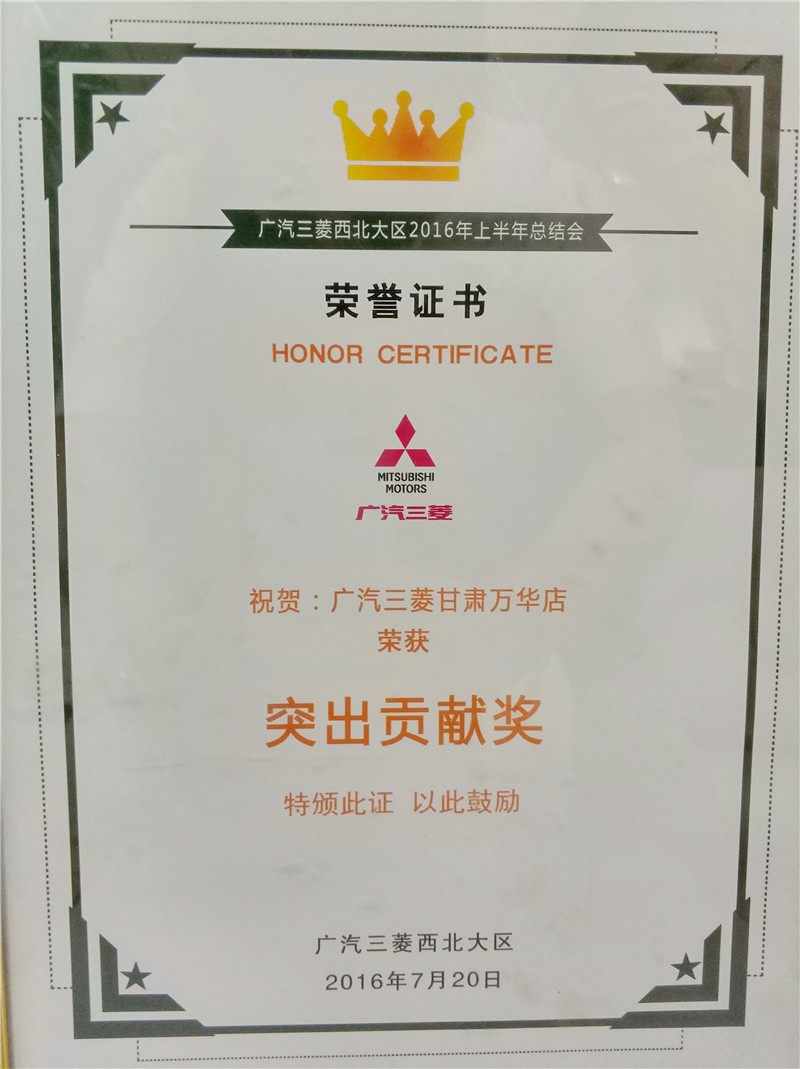 广汽三菱西北大区2016年上半年总结会
荣誉证书
HONOR CERTIFICATE
MITSUBISHI
MOTORS
广汽三菱
祝贺：广汽三菱甘肃万华店
荣获
突出贡献奖
特颁此证 以此鼓励
广汽三菱西北大区
2016年7月20日